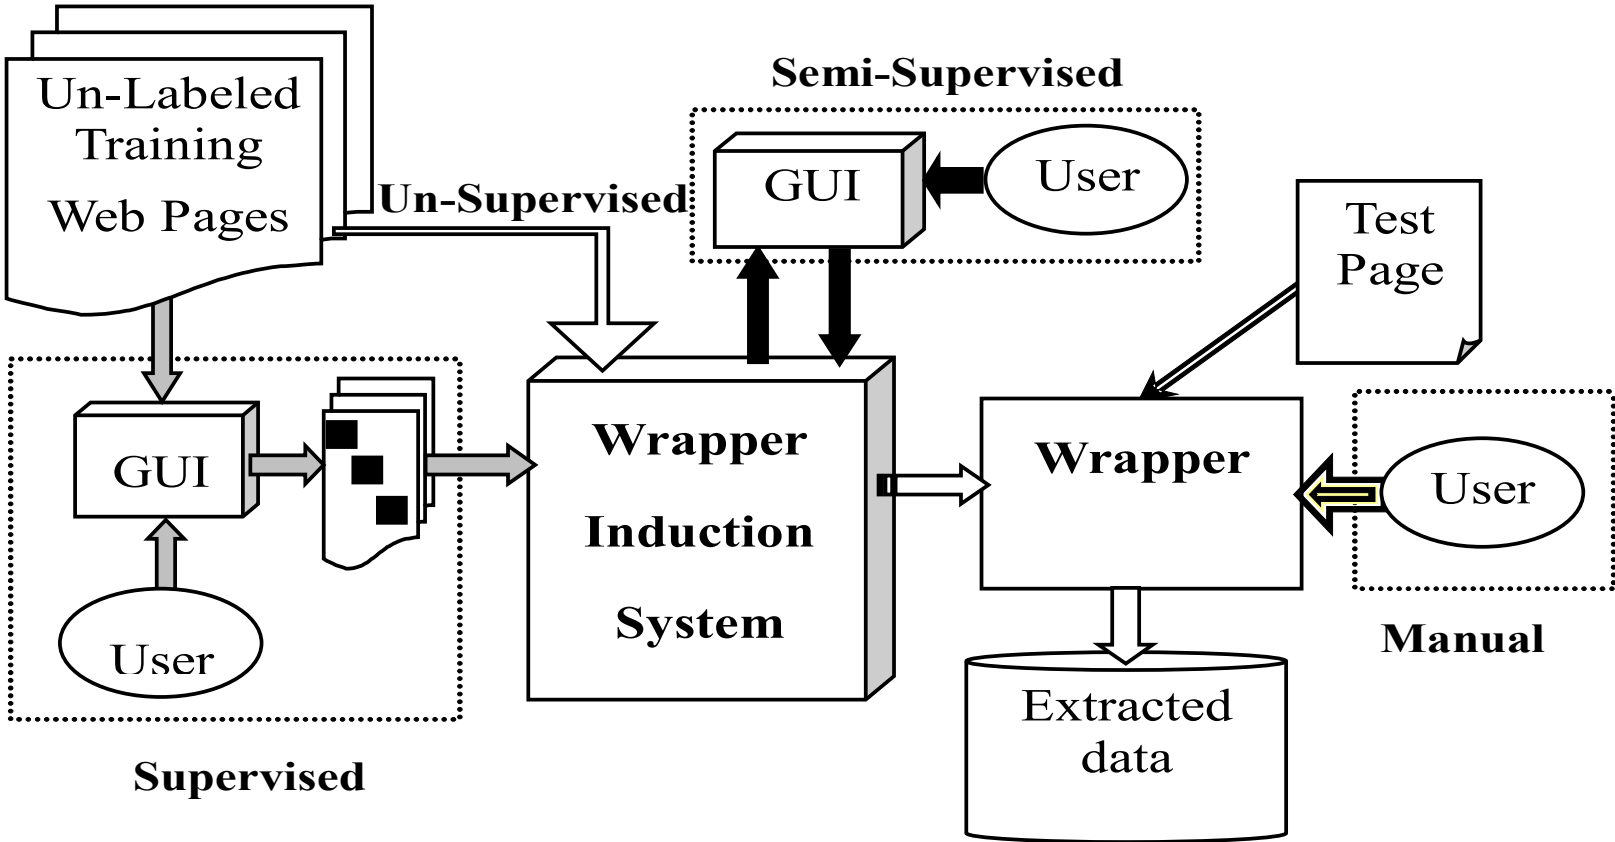 Un-Labeled
Training
Web Pages
Un-Supervised
Semi-Supervised
GUI
User
Test
Page
GUI
User
Supervised
Wrapper
Induction
System
Wrapper
User
Manual
Extracted
data